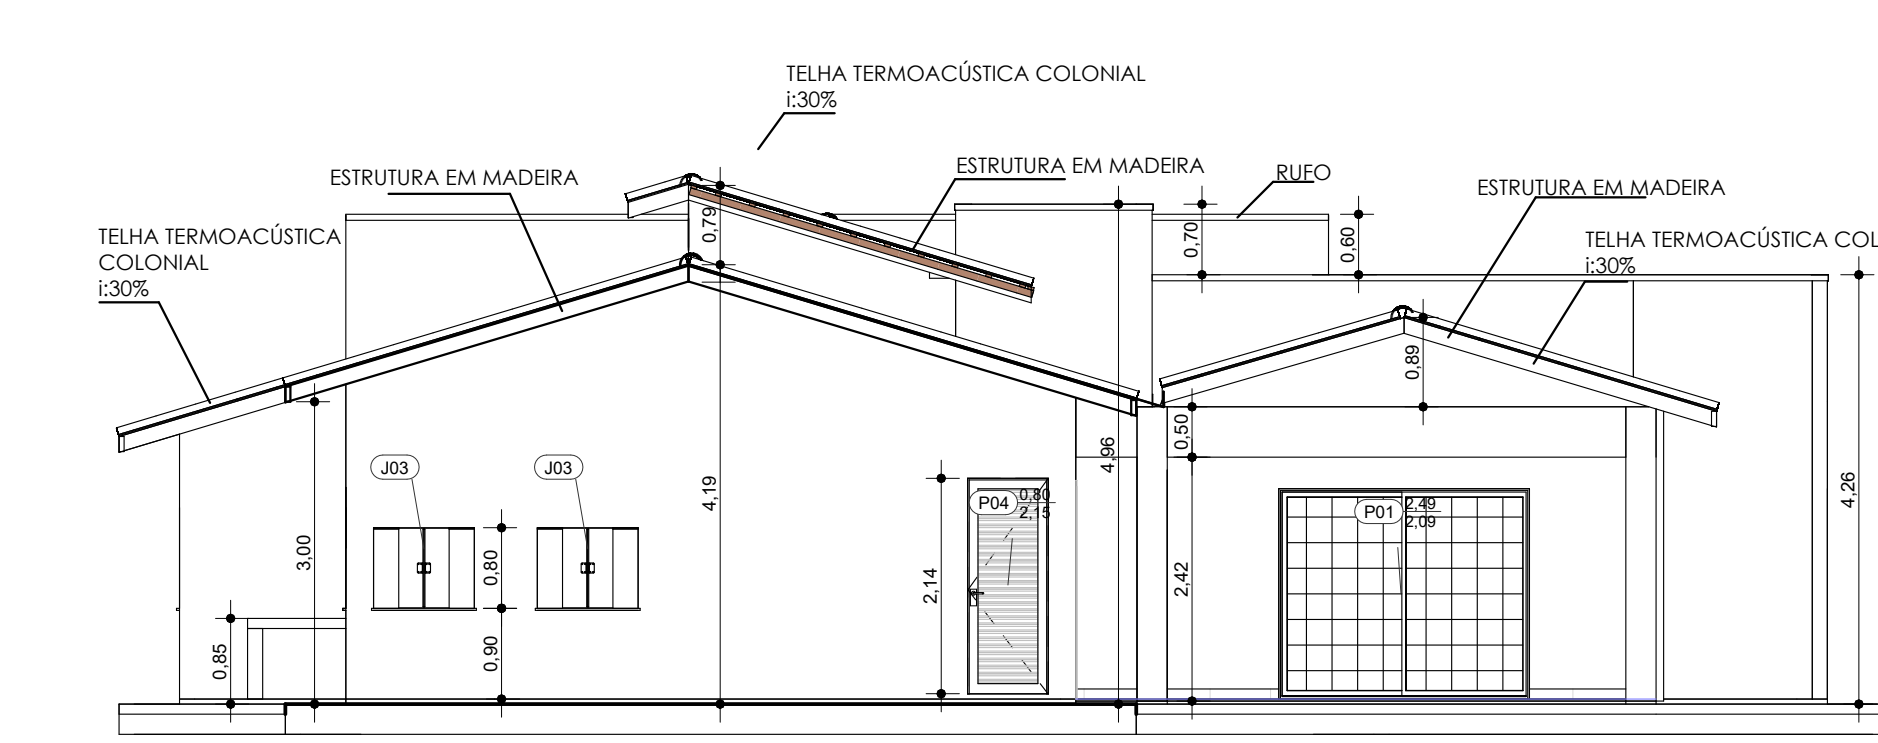 TELHA TERMOACÚSTICA COLONIAL
i:30%
ESTRUTURA EM MADEIRA
ESTRUTURA EM MADEIRA
RUFO
ESTRUTURA EM MADEIRA
TELHA TERMOACÚSTICA
COLONIAL
i:30%
TELHA TERMOACÚSTICA COL
i:30%
0,79
0,70
0,60
0,89
0,50
4,96
4,19
4,26
J03
J03
P04
0,80
2,15
P01
2,49
2,09
3,00
0,80
2,14
2,42
0,85
0,90